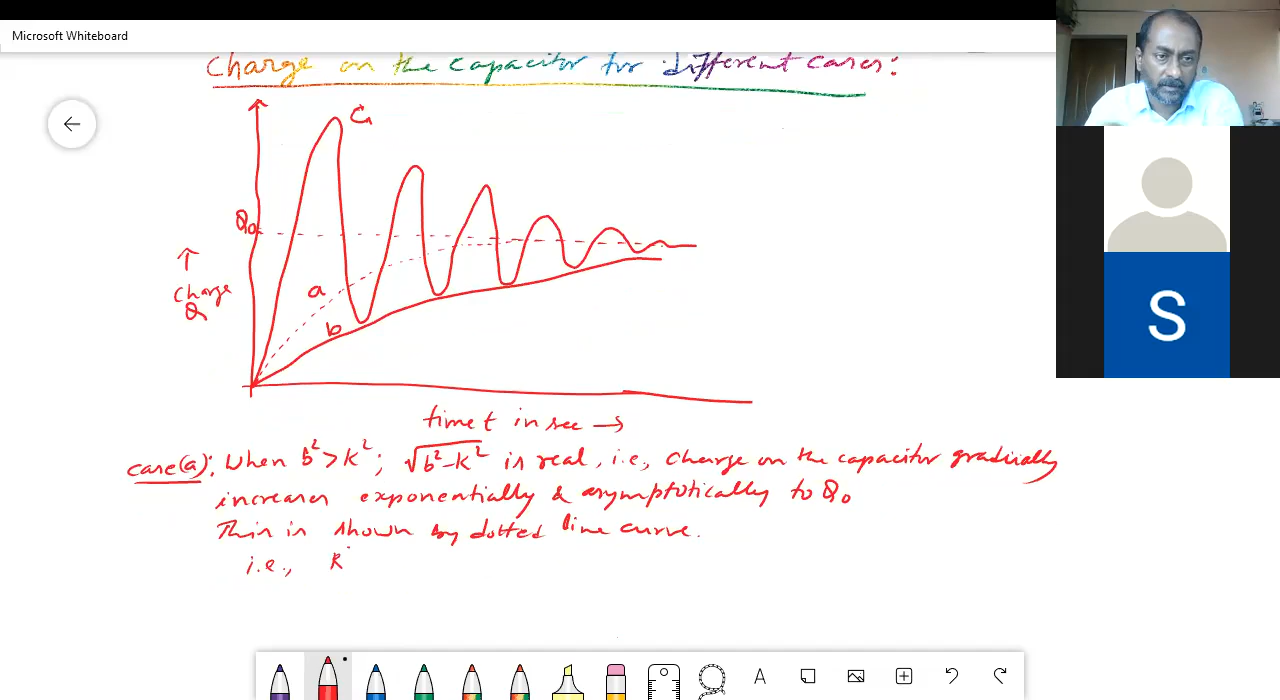 Microsoft Whiteboard
Charge on the capacitor for different cases:
C
Q₀
a
Charge
Q
b
time t in sec →
case(a): When b² > k²; √b²-k² is real, i.e., charge on the capacitor gradually
increases exponentially & asymptotically to Q₀
This is shown by dotted line curve.
i.e., R
S
A